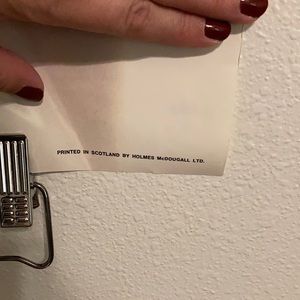 PRINTED IN SCOTLAND BY HOLMES McDOUGALL LTD.